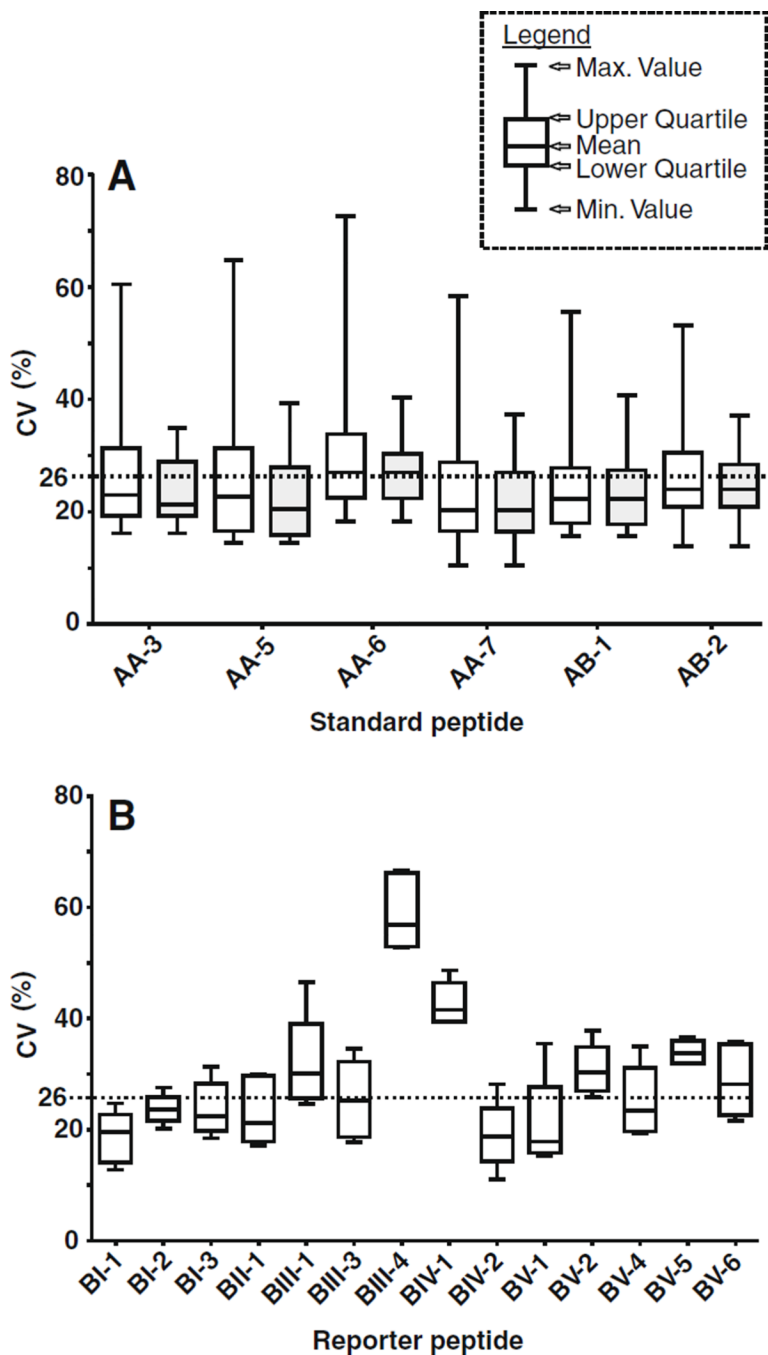 Legend
Max. Value
Upper Quartile
Mean
Lower Quartile
Min. Value
A
80
60
40
26
20
0
CV (%)
AA-3
AA-5
AA-6
AA-7
AB-1
AB-2
Standard peptide
B
80
60
40
26
20
0
CV (%)
BI-1
BI-2
BI-3
BII-1
BIII-1
BIII-3
BIII-4
BIV-1
BIV-2
BV-1
BV-2
BV-4
BV-5
BV-6
Reporter peptide